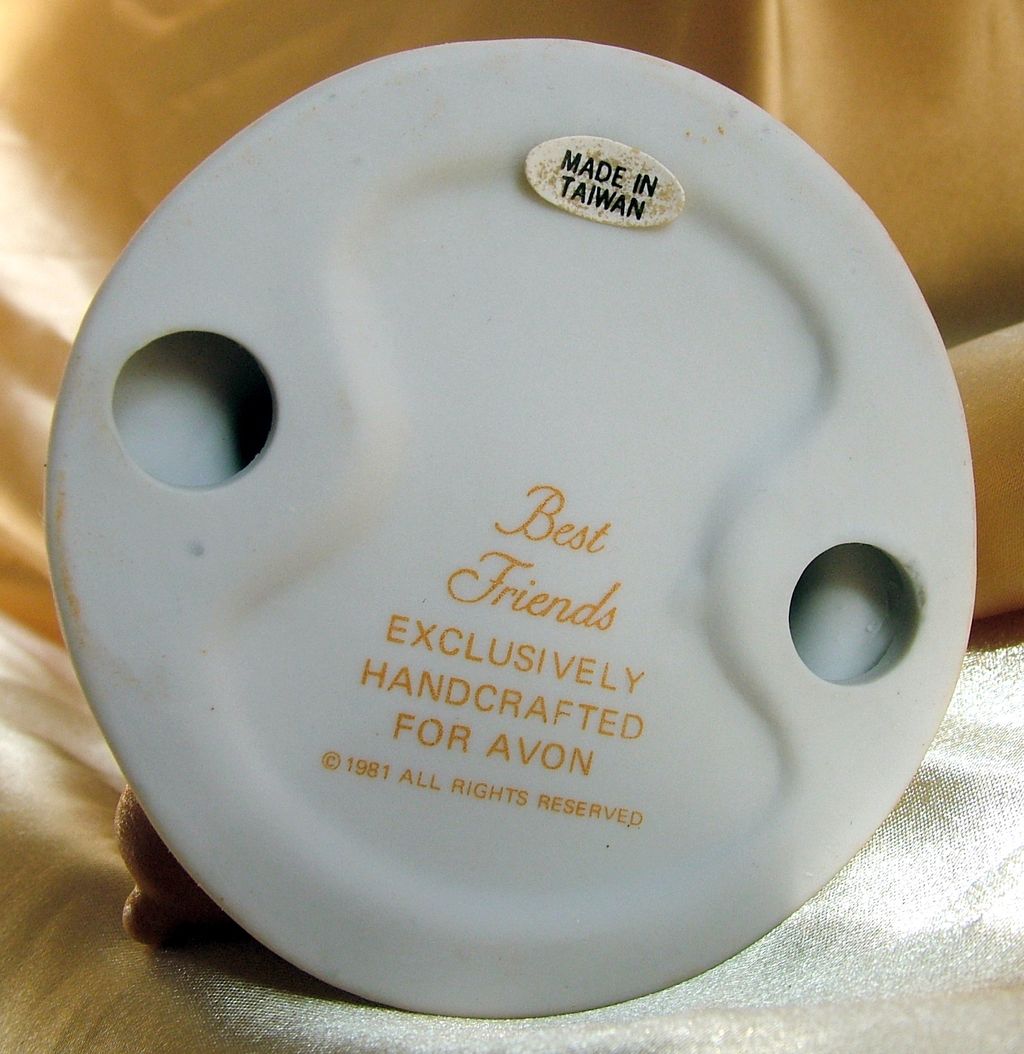 MADE IN
TAIWAN
Best
Friends
EXCLUSIVELY
HANDCRAFTED
FOR AVON
© 1981 ALL RIGHTS RESERVED